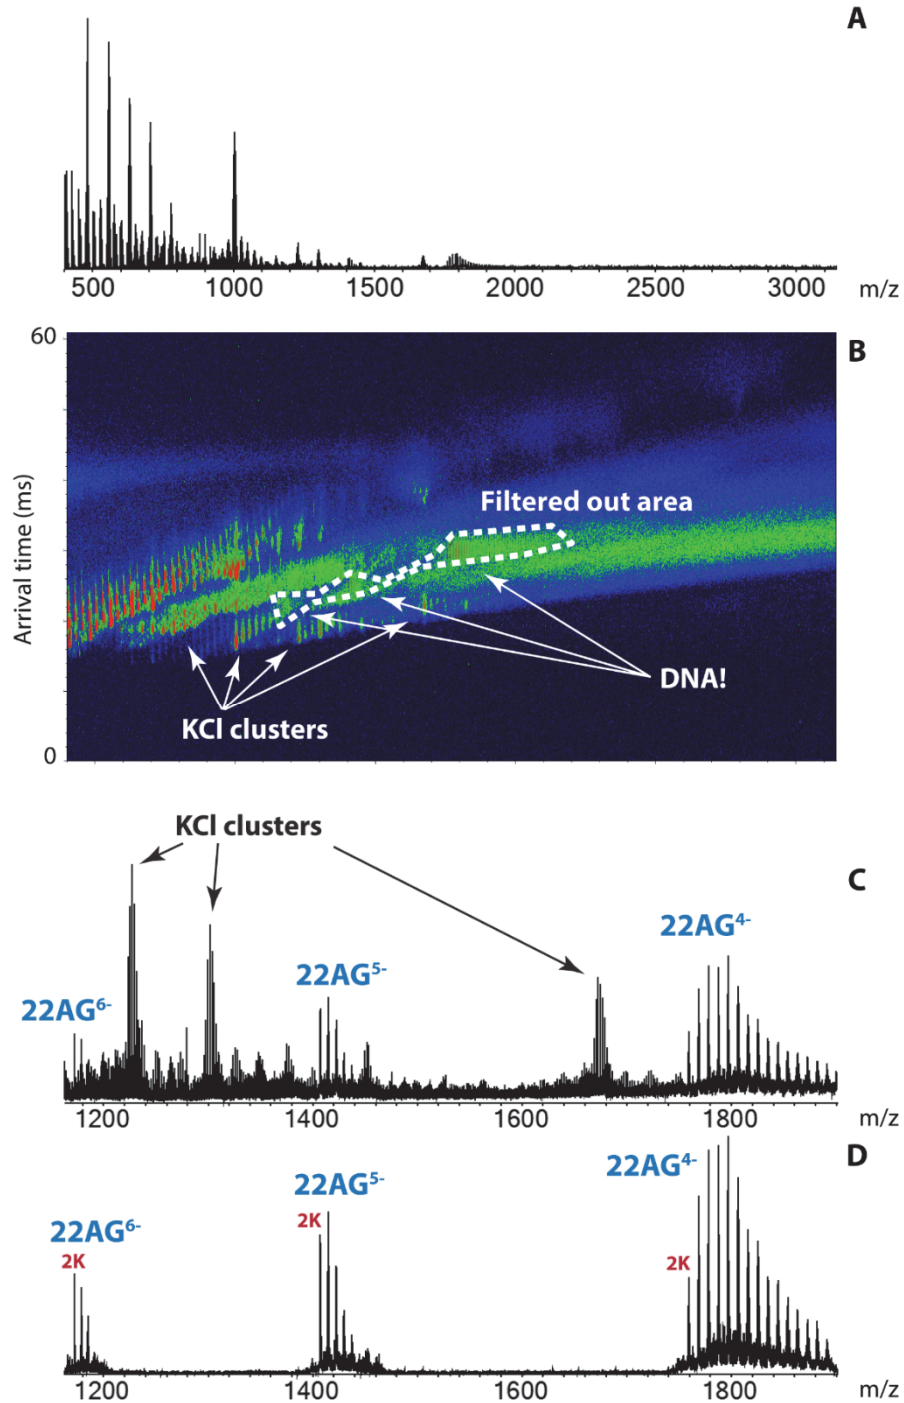 A
500 1000 1500 2000 2500 3000 m/z
60
B
Arrival time (ms)
Filtered out area
DNA!
KCl clusters
0
KCl clusters
C
22AG6-
22AG5-
22AG4-
1200 1400 1600 1800 m/z
D
22AG6-
2K
22AG5-
2K
22AG4-
2K
1200 1400 1600 1800 m/z